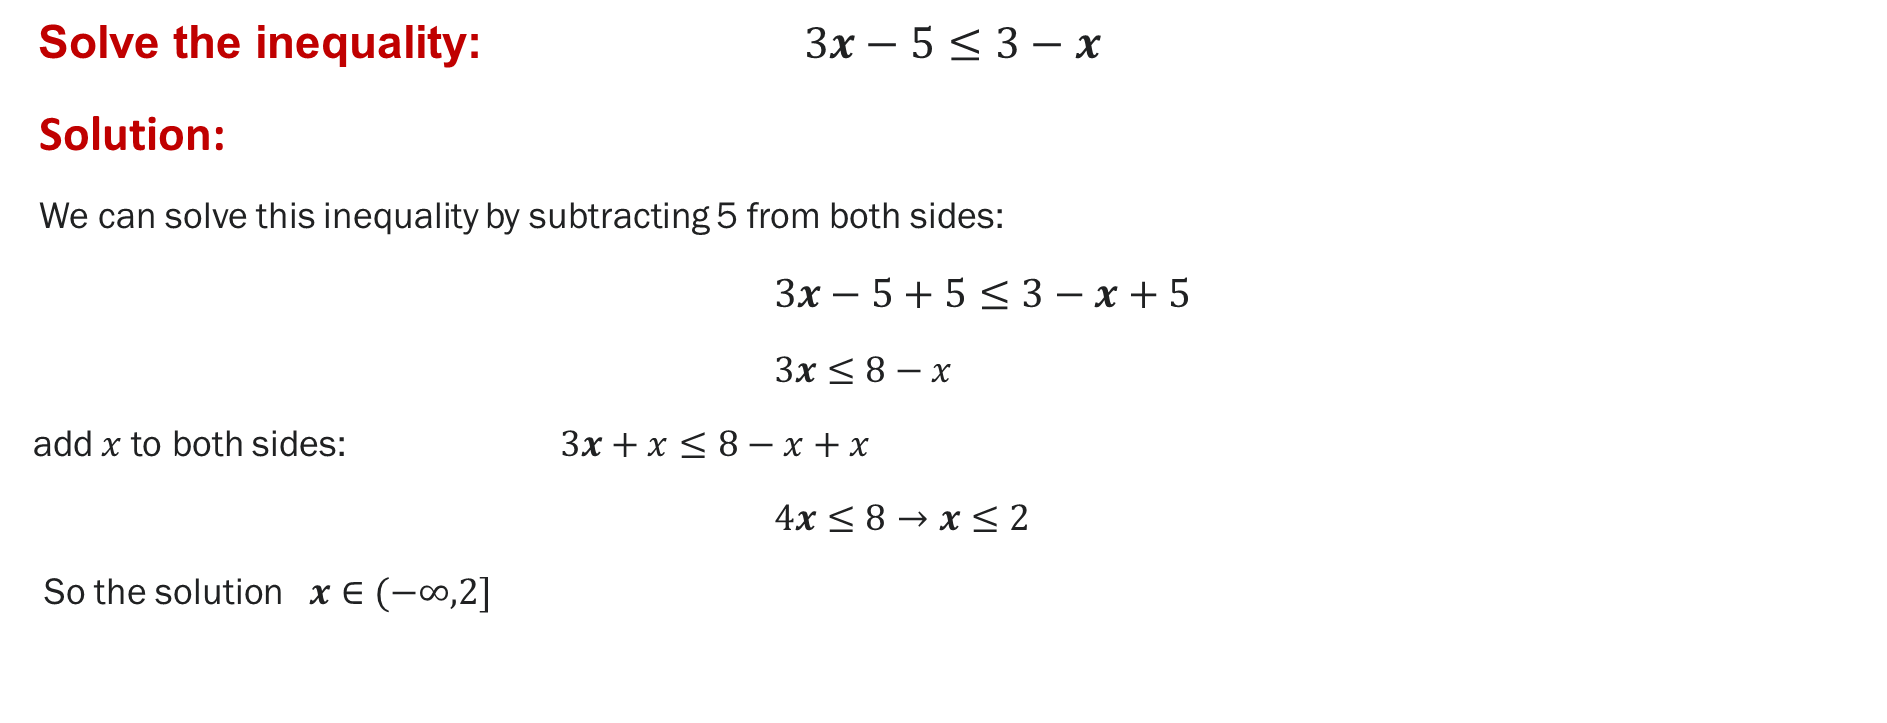 Solve the inequality: 3x − 5 ≤ 3 − x
Solution:
We can solve this inequality by subtracting 5 from both sides:
3x − 5 + 5 ≤ 3 − x + 5
3x ≤ 8 − x
add x to both sides: 3x + x ≤ 8 − x + x
4x ≤ 8 → x ≤ 2
So the solution x ∈ (−∞,2]